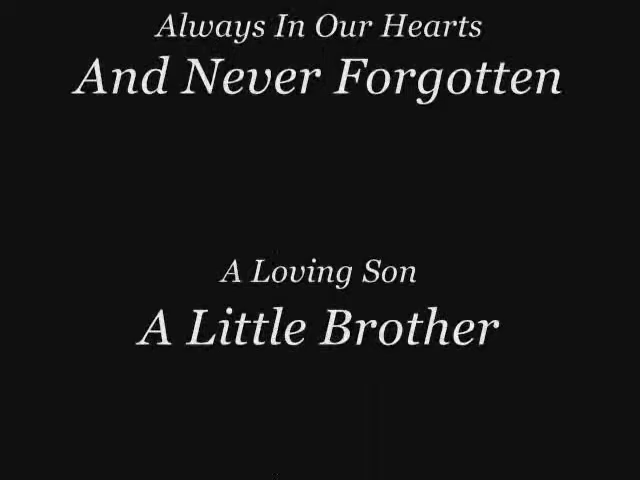 Always In Our Hearts
And Never Forgotten
A Loving Son
A Little Brother